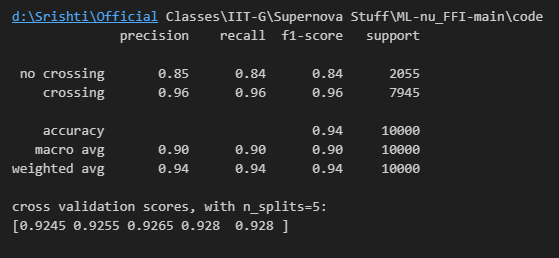 d:\Srishti\Official Classes\IIT-G\Supernova Stuff\ML-nu_FFI-main\code
precision recall f1-score support
no crossing 0.85 0.84 0.84 2055
crossing 0.96 0.96 0.96 7945
accuracy 0.94 10000
macro avg 0.90 0.90 0.90 10000
weighted avg 0.94 0.94 0.94 10000
cross validation scores, with n_splits=5:
[0.9245 0.9255 0.9265 0.928  0.928 ]